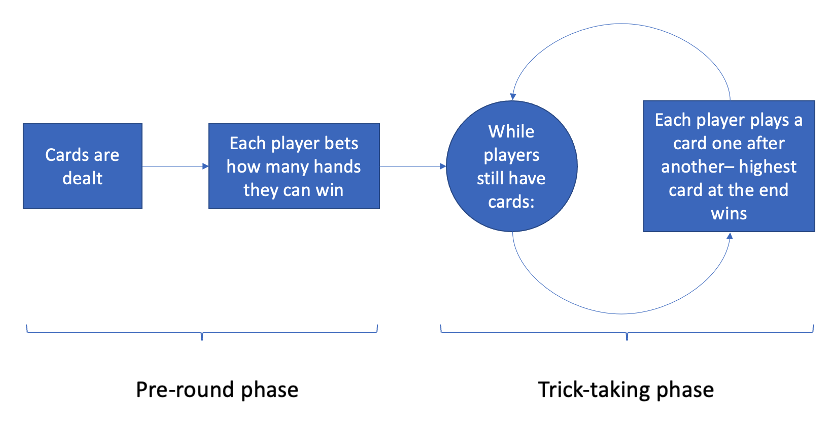 Cards are
dealt
Each player bets
how many hands
they can win
While
players
still have
cards:
Each player plays a
card one after
another– highest
card at the end
wins
Pre-round phase
Trick-taking phase